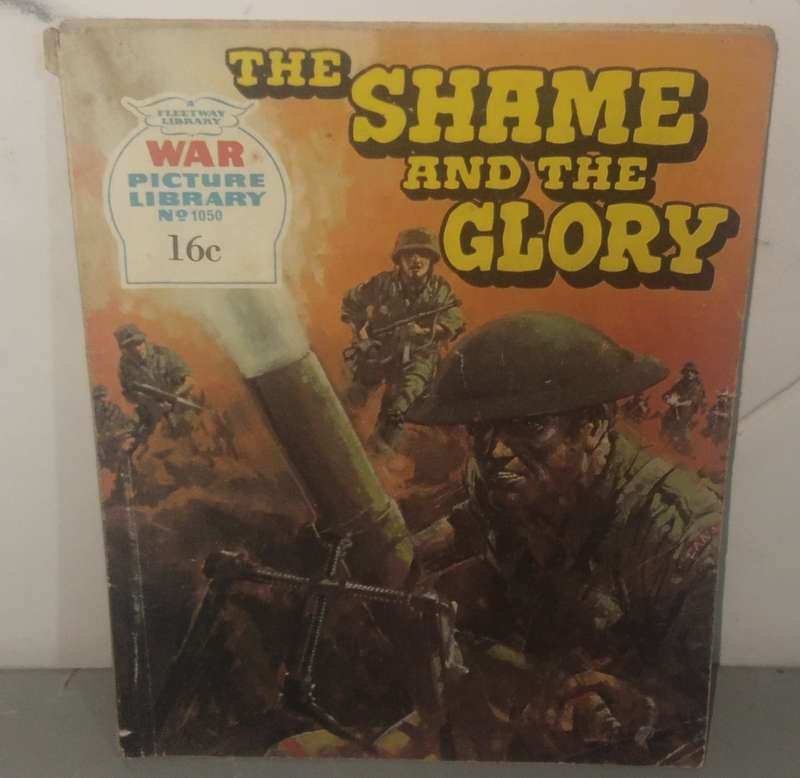 THE
SHAME
AND THE
GLORY
A
FLEETWAY
LIBRARY
WAR
PICTURE
LIBRARY
Nº 1050
16c